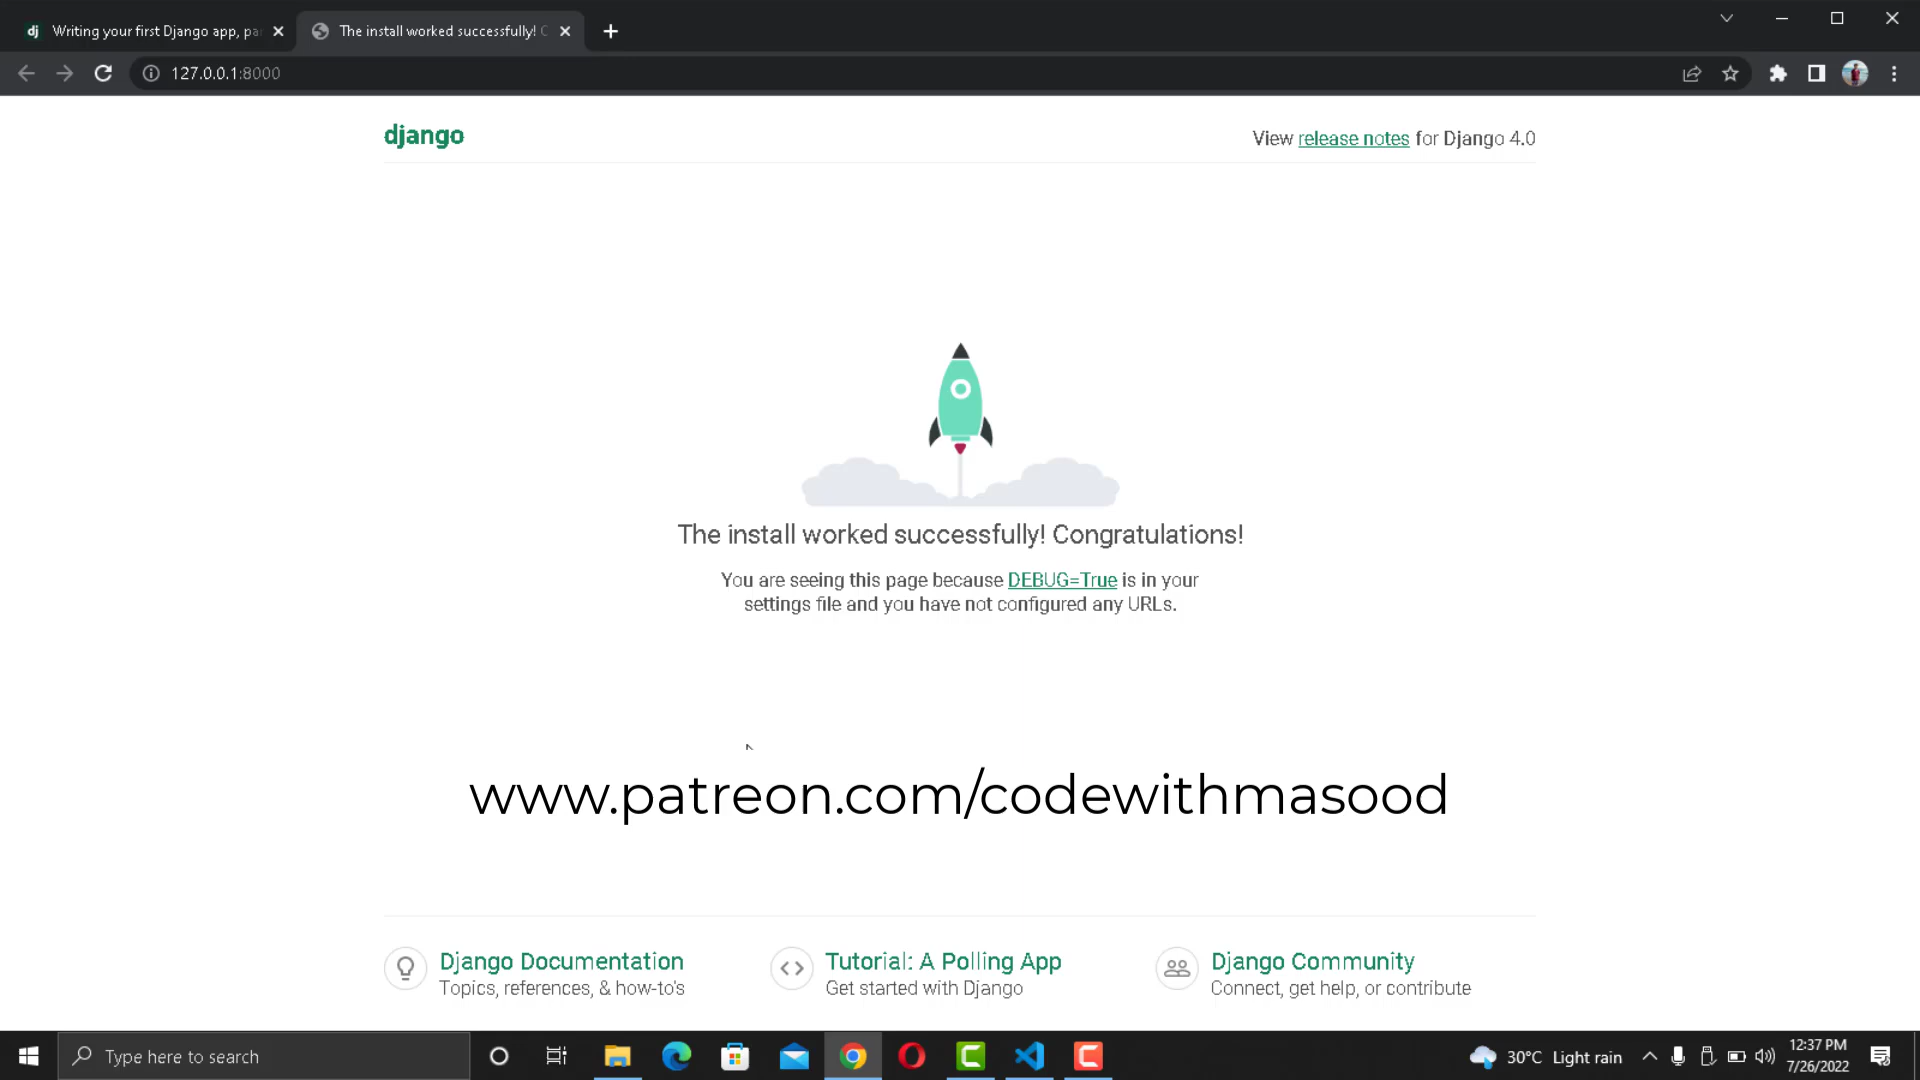 dj Writing your first Django app, pa
The install worked successfully! C
127.0.0.1:8000
django
View release notes for Django 4.0
The install worked successfully! Congratulations!
You are seeing this page because DEBUG=True is in your
settings file and you have not configured any URLs.
www.patreon.com/codewithmasood
Django Documentation
Topics, references, & how-to's
Tutorial: A Polling App
Get started with Django
Django Community
Connect, get help, or contribute
Type here to search
30°C Light rain
12:37 PM
7/26/2022